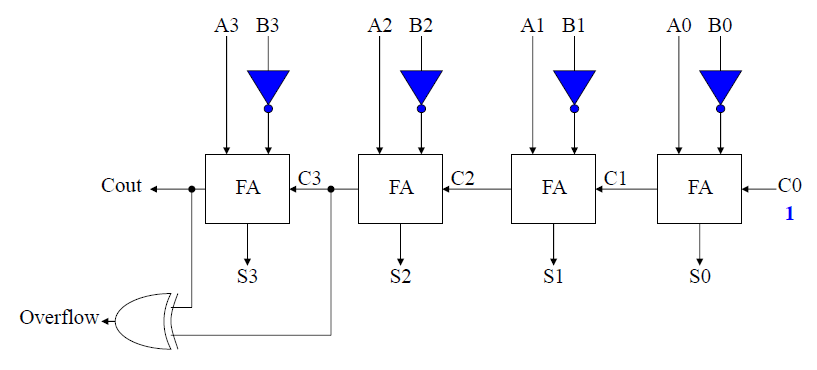 A3 B3 A2 B2 A1 B1 A0 B0
Cout FA C3 FA C2 FA C1 FA C0
1
S3 S2 S1 S0
Overflow